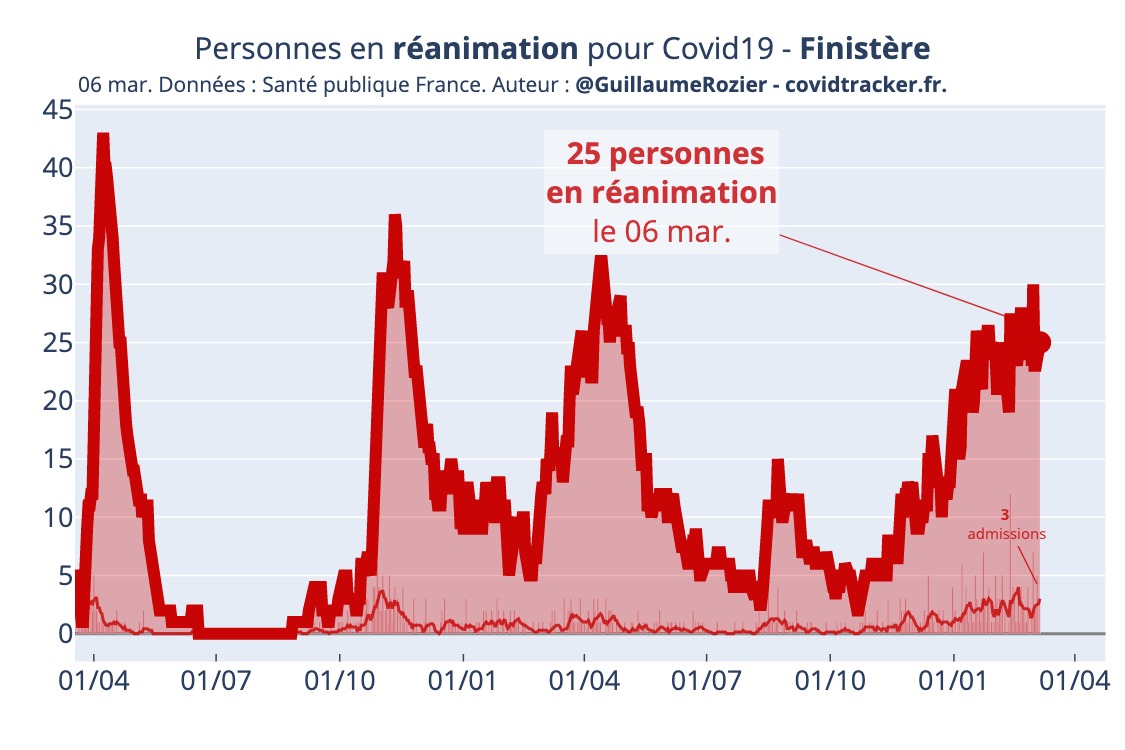 Personnes en réanimation pour Covid19 - Finistère
06 mar. Données : Santé publique France. Auteur : @GuillaumeRozier - covidtracker.fr.
45
40
35
30
25
20
15
10
5
0
25 personnes
en réanimation
le 06 mar.
3
admissions
01/04 01/07 01/10 01/01 01/04 01/07 01/10 01/01 01/04